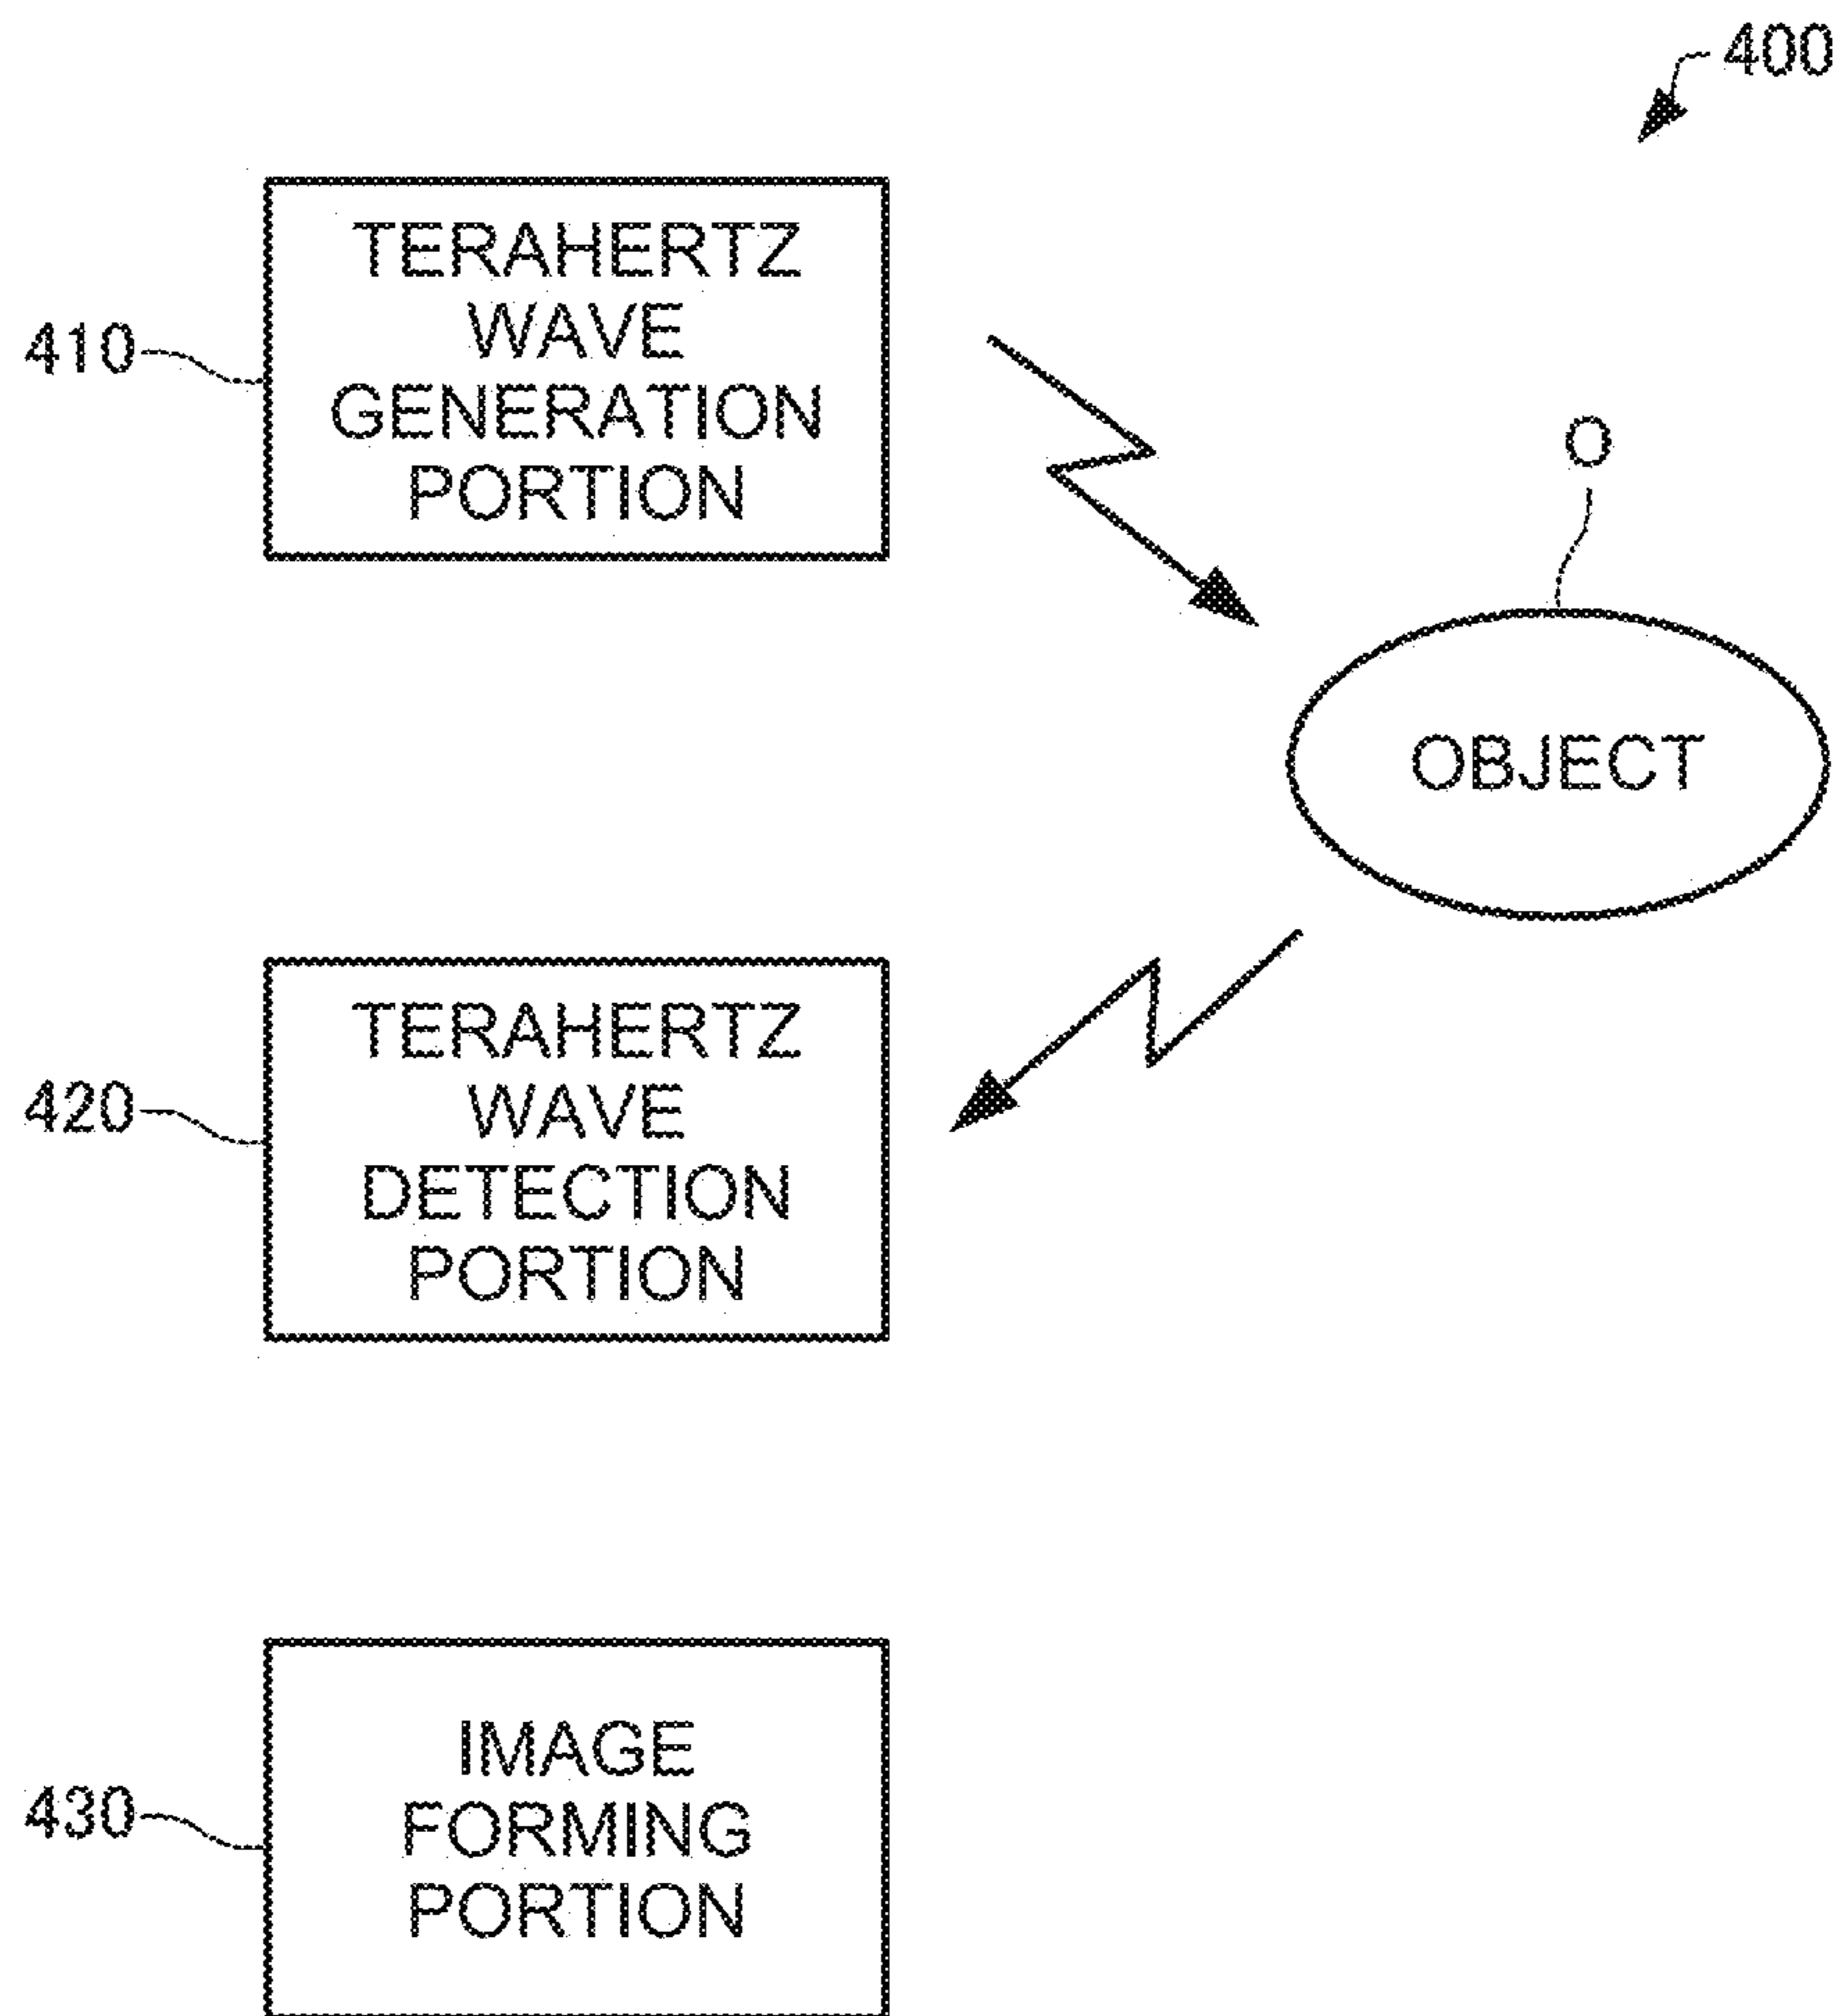 400
TERAHERTZ
WAVE
GENERATION
PORTION
410
O
OBJECT
TERAHERTZ
WAVE
DETECTION
PORTION
420
IMAGE
FORMING
PORTION
430